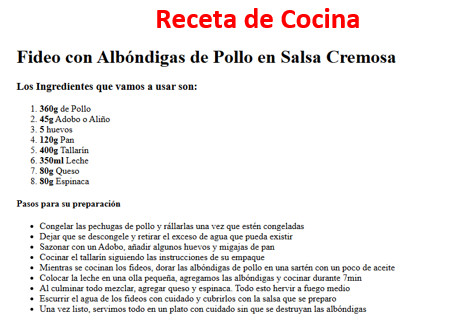 Receta de Cocina
Fideo con Albóndigas de Pollo en Salsa Cremosa
Los Ingredientes que vamos a usar son:
1. 360g de Pollo
2. 45g Adobo o Aliño
3. 5 huevos
4. 120g Pan
5. 400g Tallarín
6. 350ml Leche
7. 80g Queso
8. 80g Espinaca
Pasos para su preparación
• Congelar las pechugas de pollo y rállarlas una vez que estén congeladas
• Dejar que se descongele y retirar el exceso de agua que pueda existir
• Sazonar con un Adobo, añadir algunos huevos y migajas de pan
• Cocinar el tallarín siguiendo las instrucciones de su empaque
• Mientras se cocinan los fideos, dorar las albóndigas de pollo en una sartén con un poco de aceite
• Colocar la leche en una olla pequeña, agregamos las albóndigas y cocinar durante 7min
• Al culminar todo mezclar, agregar queso y espinaca. Todo esto hervir a fuego medio
• Escurrir el agua de los fideos con cuidado y cubrirlos con la salsa que se preparo
• Una vez listo, servimos todo en un plato con cuidado sin que se destruyan las albóndigas